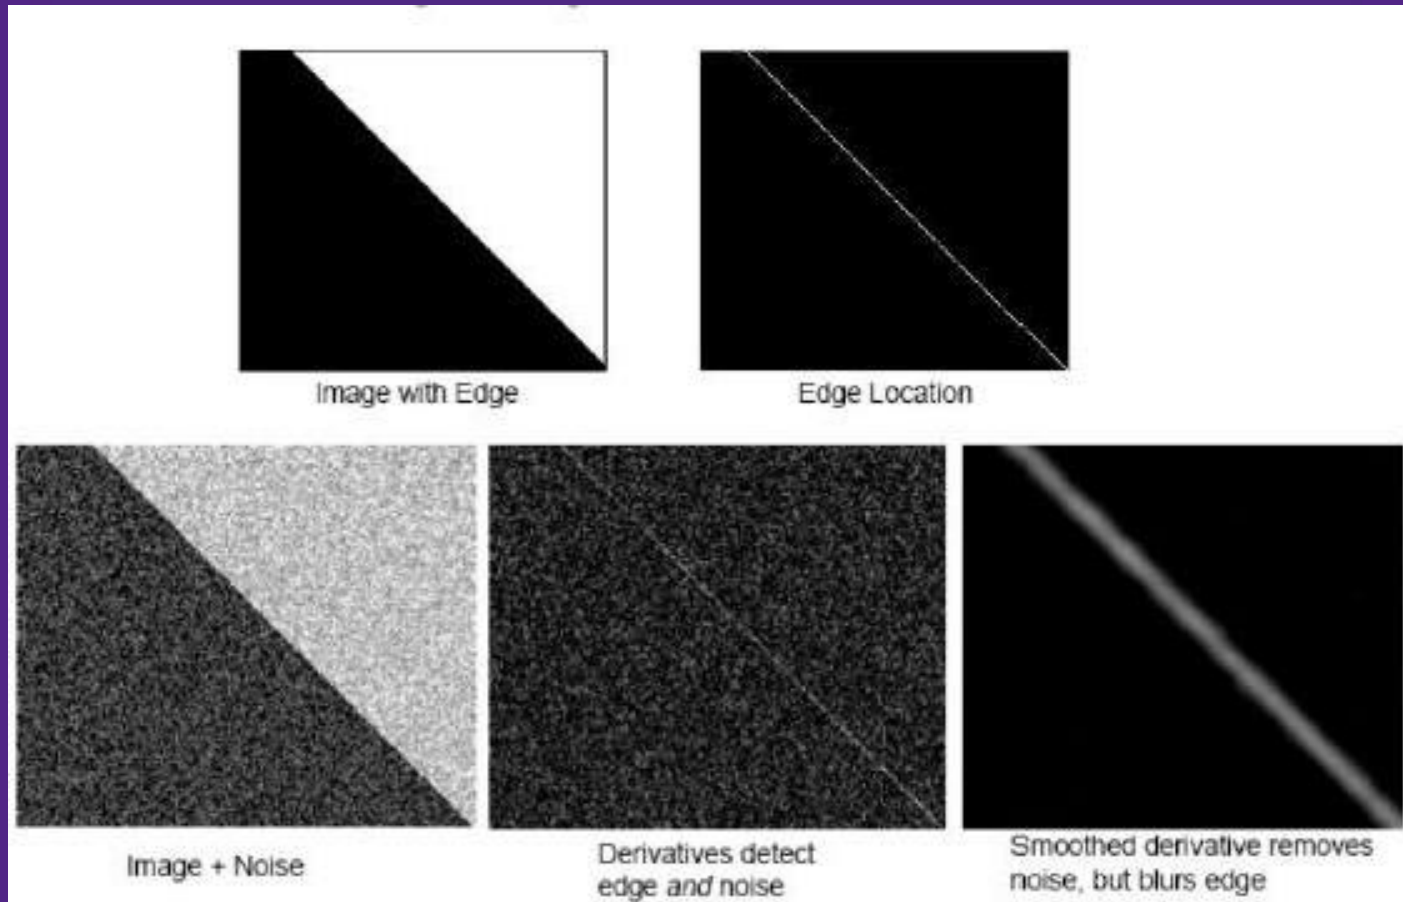 Image with Edge
Edge Location
Image + Noise
Derivatives detect
edge and noise
Smoothed derivative removes
noise, but blurs edge